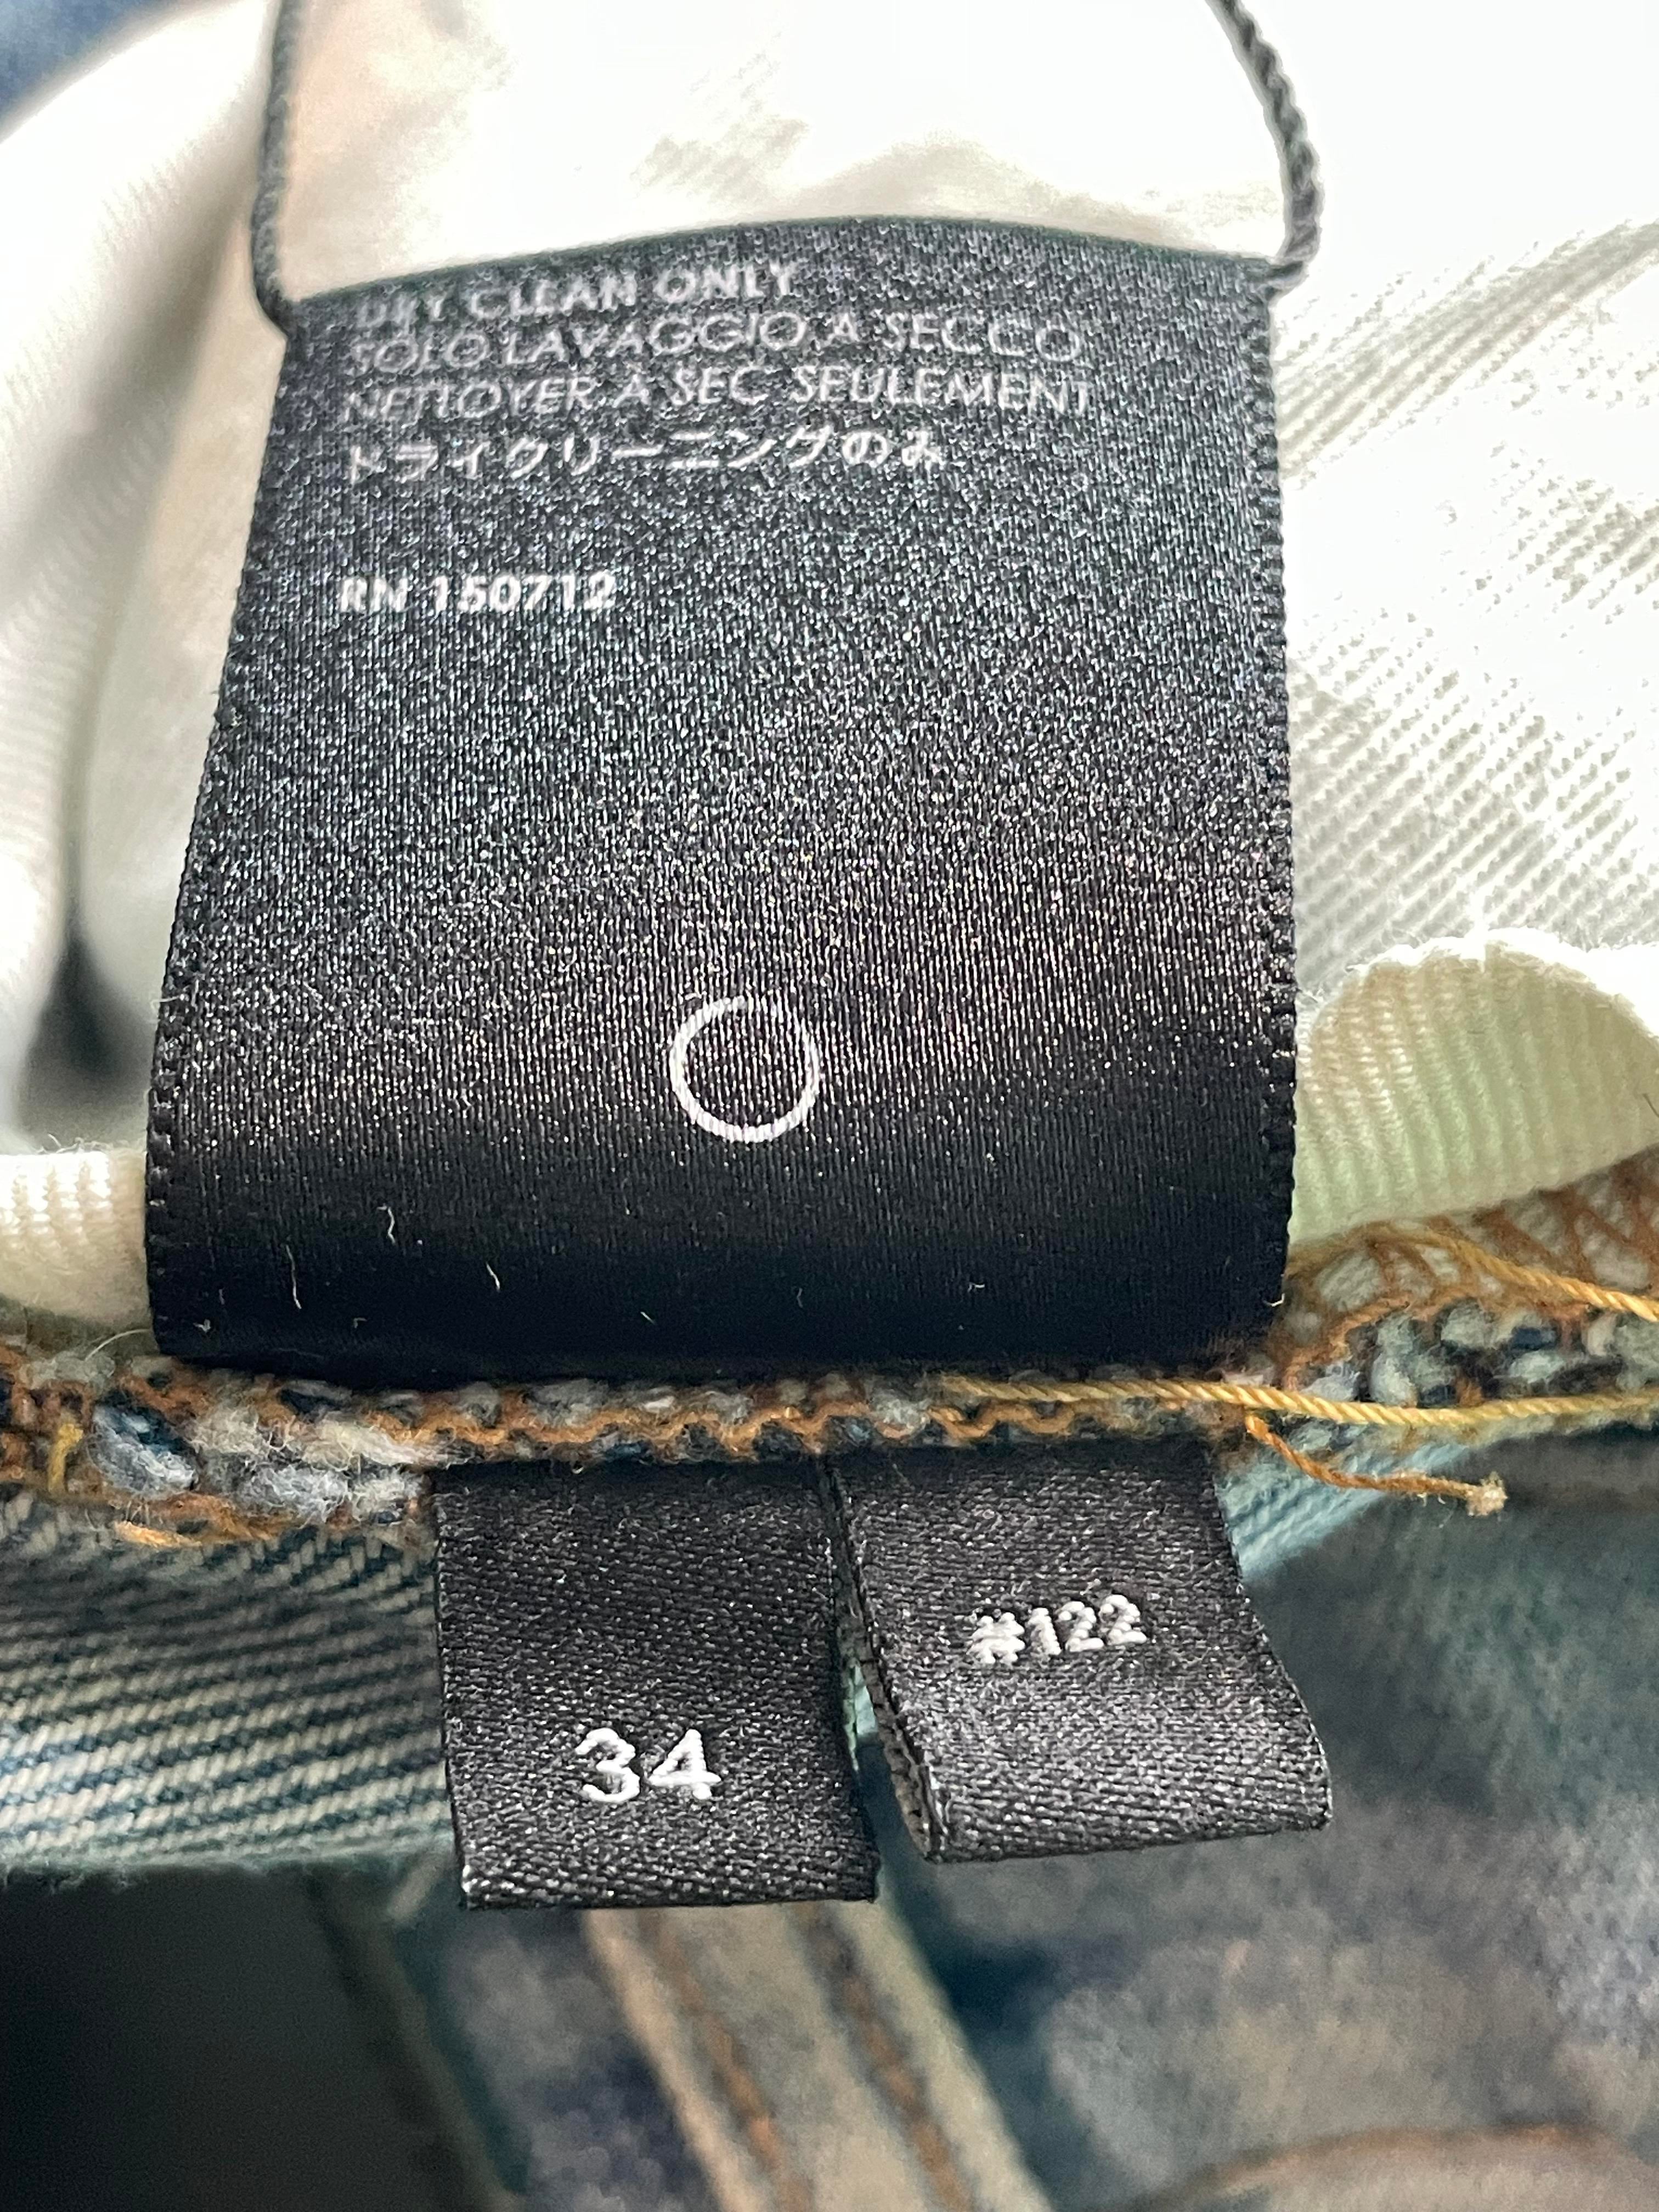 DRY CLEAN ONLY
SOLO LAVAGGIO A SECCO
NETTOYER À SEC SEULEMENT
ドライクリーニングのみ
RN 150712
34
#122